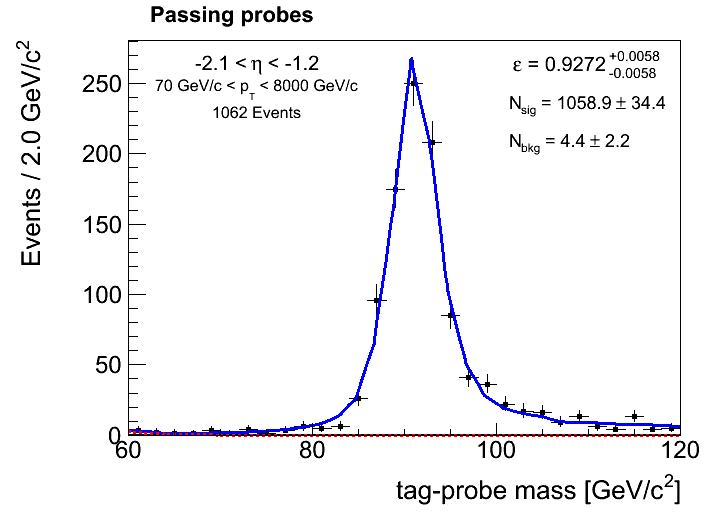 Passing probes
-2.1 < η < -1.2
70 GeV/c < p_T < 8000 GeV/c
1062 Events
ε = 0.9272 +0.0058 -0.0058
N_sig = 1058.9 ± 34.4
N_bkg = 4.4 ± 2.2
Events / 2.0 GeV/c²
250
200
150
100
50
0
60 80 100 120
tag-probe mass [GeV/c²]